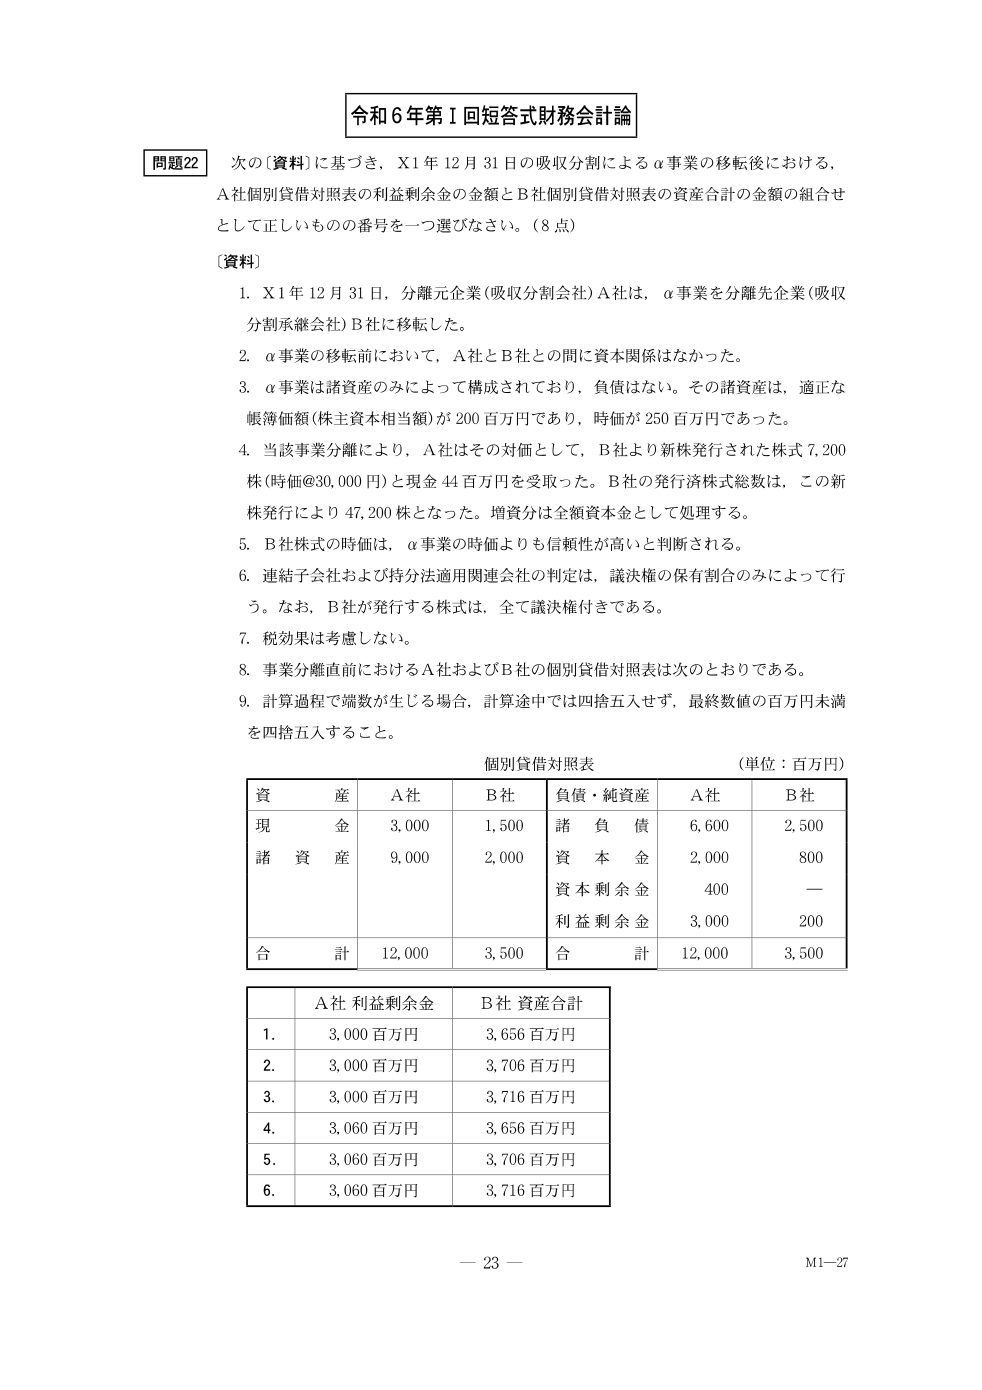 令和6年第Ⅰ回短答式財務会計論
問題22 次の〔資料〕に基づき，X1年12月31日の吸収分割によるα事業の移転後における，
A社個別貸借対照表の利益剰余金の金額とB社個別貸借対照表の資産合計の金額の組合せ
として正しいものの番号を一つ選びなさい。(8点)
〔資料〕
1. X1年12月31日，分離元企業(吸収分割会社)A社は，α事業を分離先企業(吸収
分割承継会社)B社に移転した。
2. α事業の移転前において，A社とB社との間に資本関係はなかった。
3. α事業は諸資産のみによって構成されており，負債はない。その諸資産は，適正な
帳簿価額(株主資本相当額)が200百万円であり，時価が250百万円であった。
4. 当該事業分離により，A社はその対価として，B社より新株発行された株式7,200
株(時価@30,000円)と現金44百万円を受取った。B社の発行済株式総数は，この新
株発行により47,200株となった。増資分は全額資本金として処理する。
5. B社株式の時価は，α事業の時価よりも信頼性が高いと判断される。
6. 連結子会社および持分法適用関連会社の判定は，議決権の保有割合のみによって行
う。なお，B社が発行する株式は，全て議決権付きである。
7. 税効果は考慮しない。
8. 事業分離直前におけるA社およびB社の個別貸借対照表は次のとおりである。
9. 計算過程で端数が生じる場合，計算途中では四捨五入せず，最終数値の百万円未満
を四捨五入すること。
個別貸借対照表 (単位：百万円)
資産 A社 B社 負債・純資産 A社 B社
現金 3,000 1,500 諸負債 6,600 2,500
諸資産 9,000 2,000 資本金 2,000 800
資本剰余金 400 ―
利益剰余金 3,000 200
合計 12,000 3,500 合計 12,000 3,500
A社 利益剰余金 B社 資産合計
1. 3,000百万円 3,656百万円
2. 3,000百万円 3,706百万円
3. 3,000百万円 3,716百万円
4. 3,060百万円 3,656百万円
5. 3,060百万円 3,706百万円
6. 3,060百万円 3,716百万円
― 23 ― M1―27